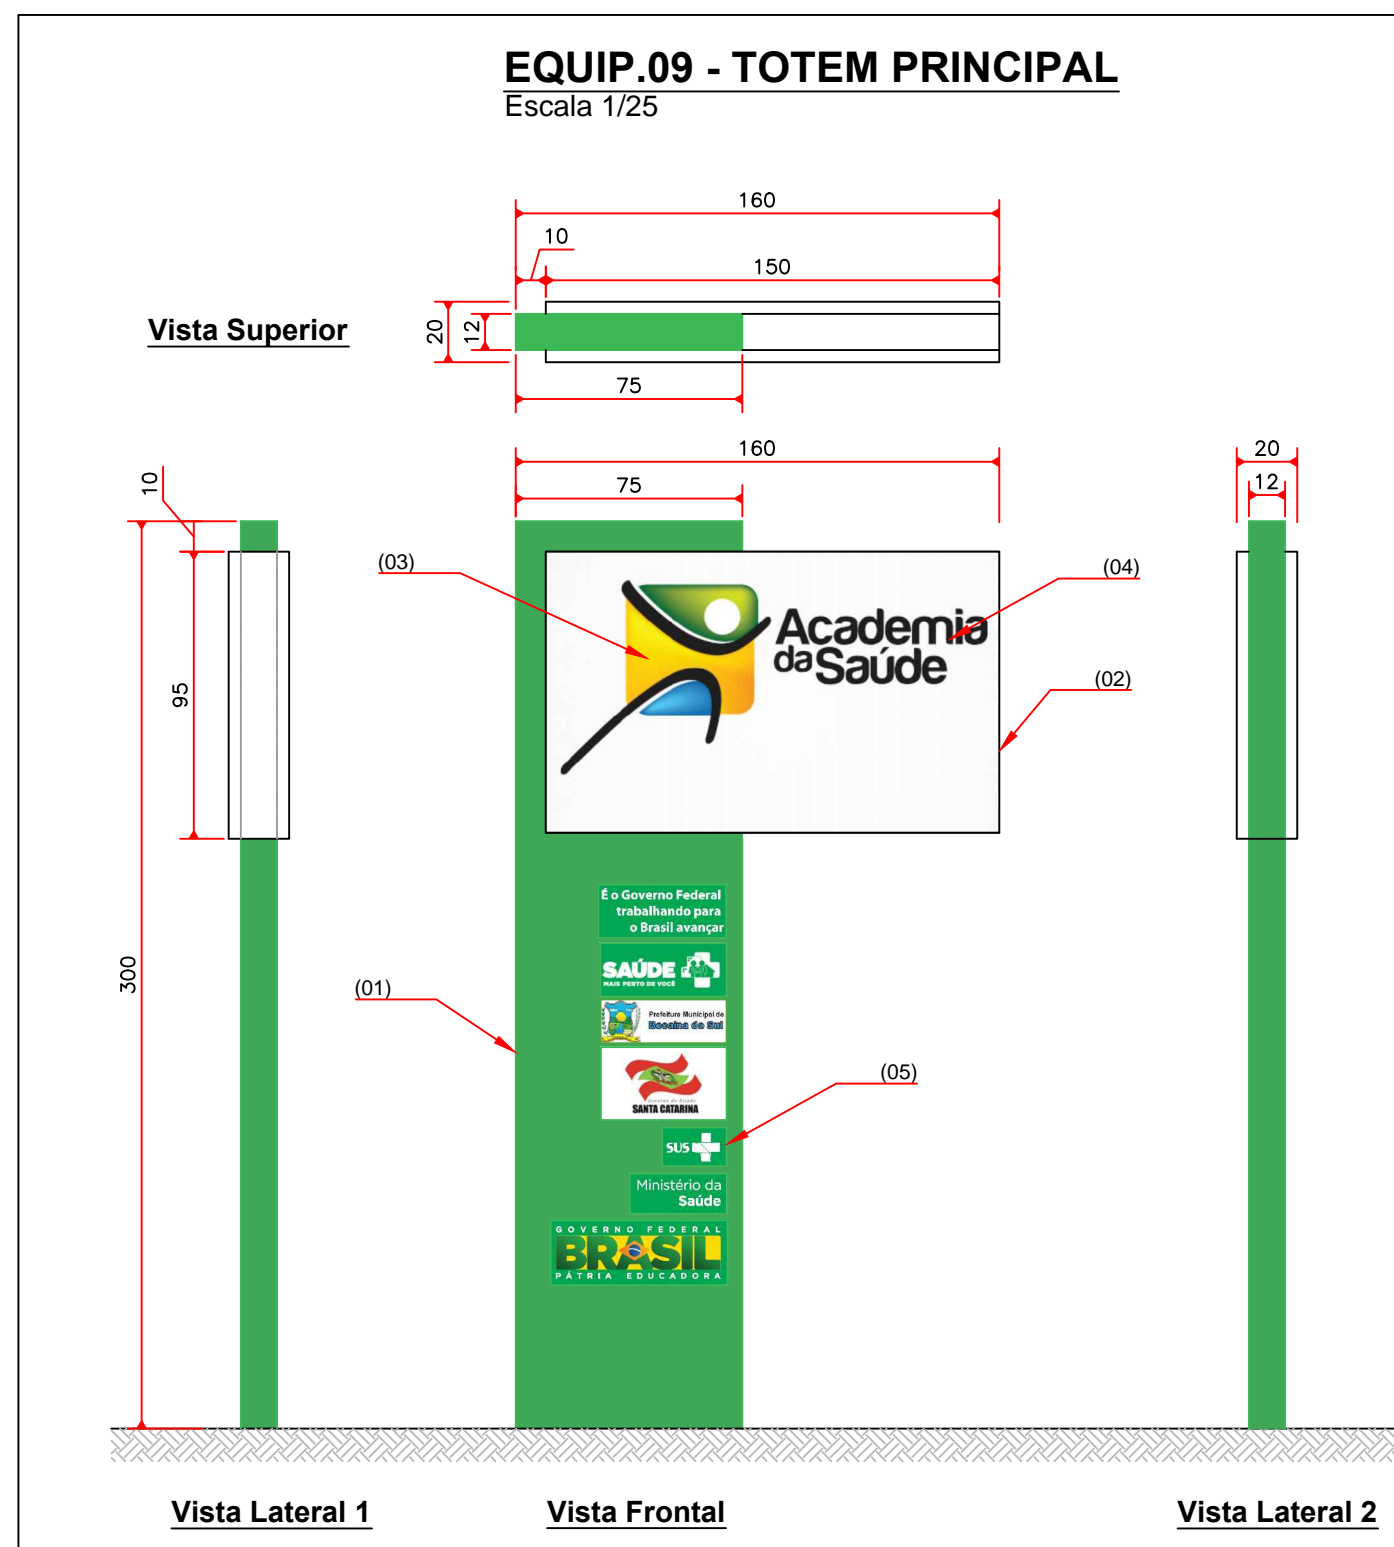 EQUIP.09 - TOTEM PRINCIPAL
Escala 1/25
160
10
150
Vista Superior
20
12
75
160
75
20
12
10
(03)
(04)
Academia
da Saúde
(02)
95
É o Governo Federal
trabalhando para
o Brasil avançar
SAÚDE
MAIS PERTO DE VOCÊ
300
(01)
Prefeitura Municipal de
Bocaina do Sul
Governo do Estado
SANTA CATARINA
(05)
SUS
Ministério da
Saúde
GOVERNO FEDERAL
BRASIL
PÁTRIA EDUCADORA
Vista Lateral 1
Vista Frontal
Vista Lateral 2